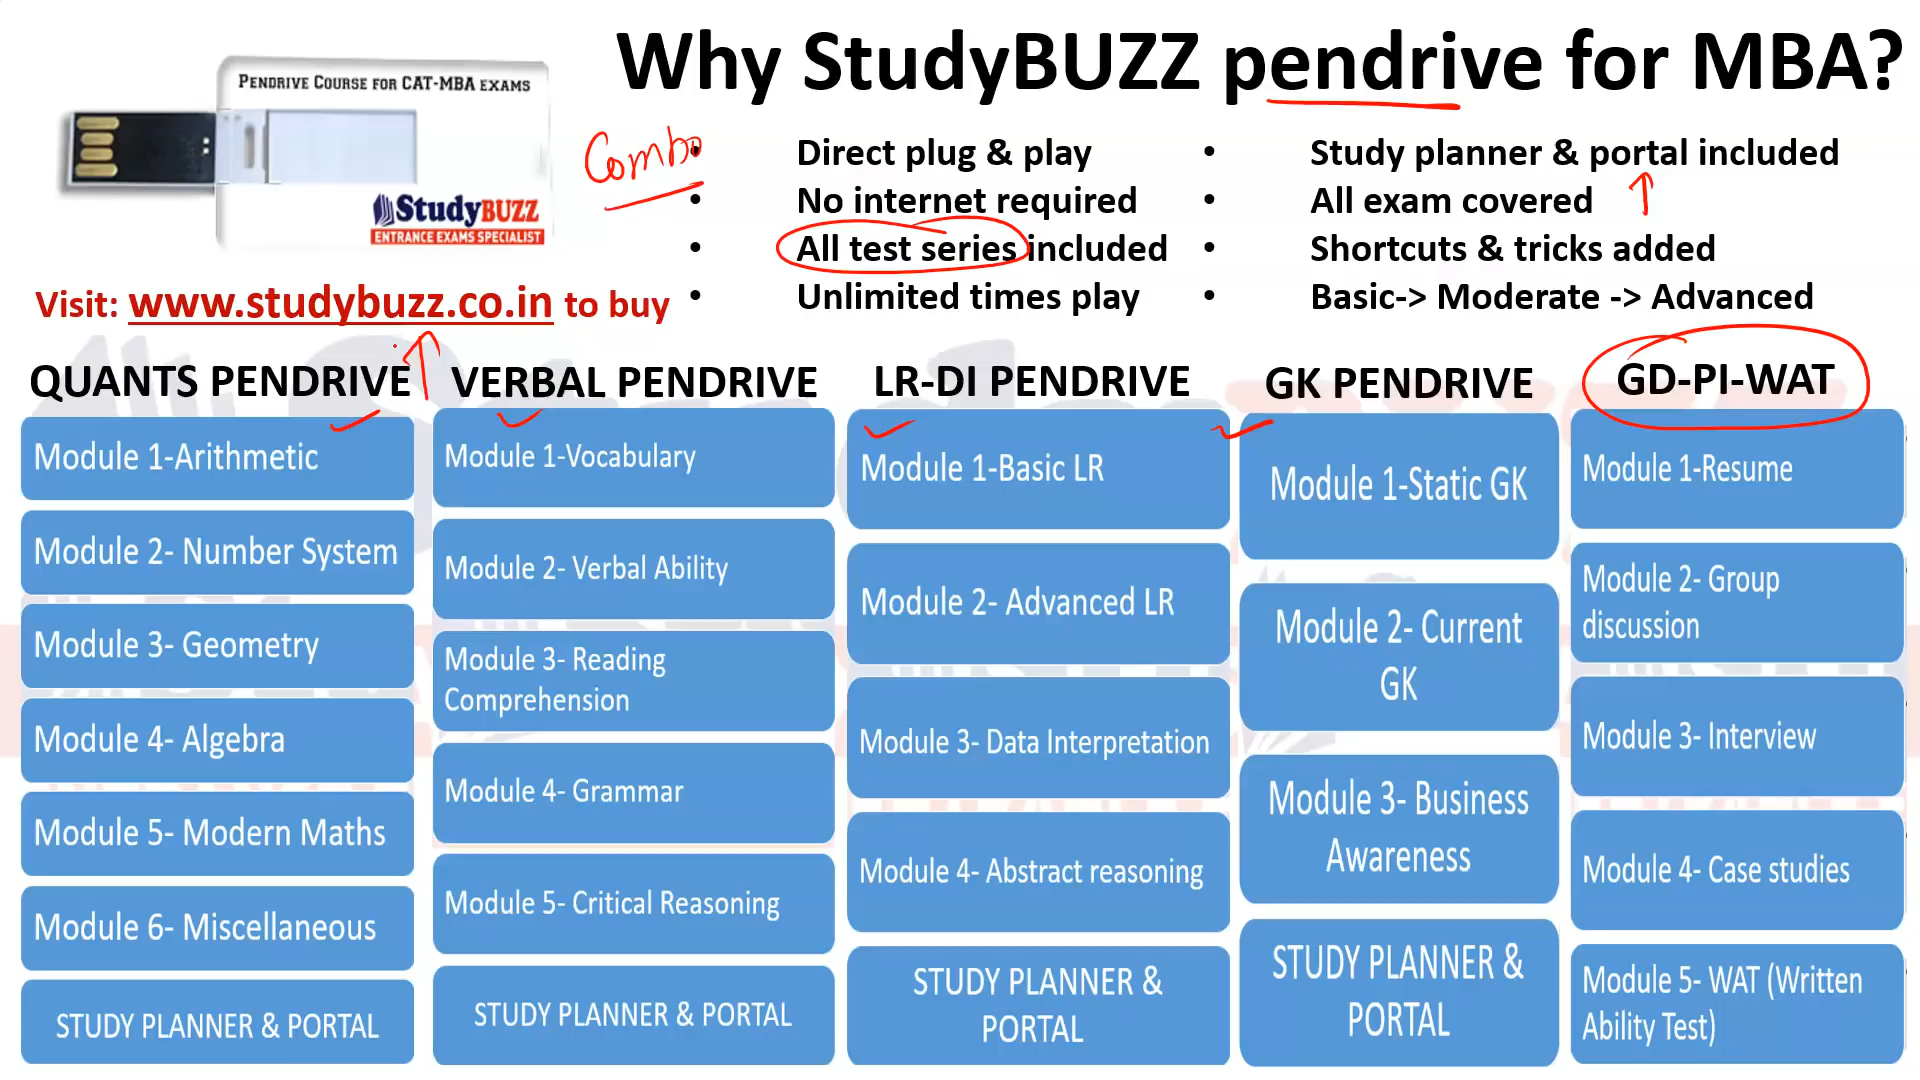 Why StudyBUZZ pendrive for MBA?
PENDRIVE COURSE FOR CAT-MBA EXAMS
StudyBUZZ
ENTRANCE EXAMS SPECIALIST
Visit: www.studybuzz.co.in to buy
Combo
• Direct plug & play
• No internet required
• All test series included
• Unlimited times play
• Study planner & portal included
• All exam covered
• Shortcuts & tricks added
• Basic-> Moderate -> Advanced
QUANTS PENDRIVE
Module 1-Arithmetic
Module 2- Number System
Module 3- Geometry
Module 4- Algebra
Module 5- Modern Maths
Module 6- Miscellaneous
STUDY PLANNER & PORTAL
VERBAL PENDRIVE
Module 1-Vocabulary
Module 2- Verbal Ability
Module 3- Reading
Comprehension
Module 4- Grammar
Module 5- Critical Reasoning
STUDY PLANNER & PORTAL
LR-DI PENDRIVE
Module 1-Basic LR
Module 2- Advanced LR
Module 3- Data Interpretation
Module 4- Abstract reasoning
STUDY PLANNER &
PORTAL
GK PENDRIVE
Module 1-Static GK
Module 2- Current
GK
Module 3- Business
Awareness
STUDY PLANNER &
PORTAL
GD-PI-WAT
Module 1-Resume
Module 2- Group
discussion
Module 3- Interview
Module 4- Case studies
Module 5- WAT (Written
Ability Test)